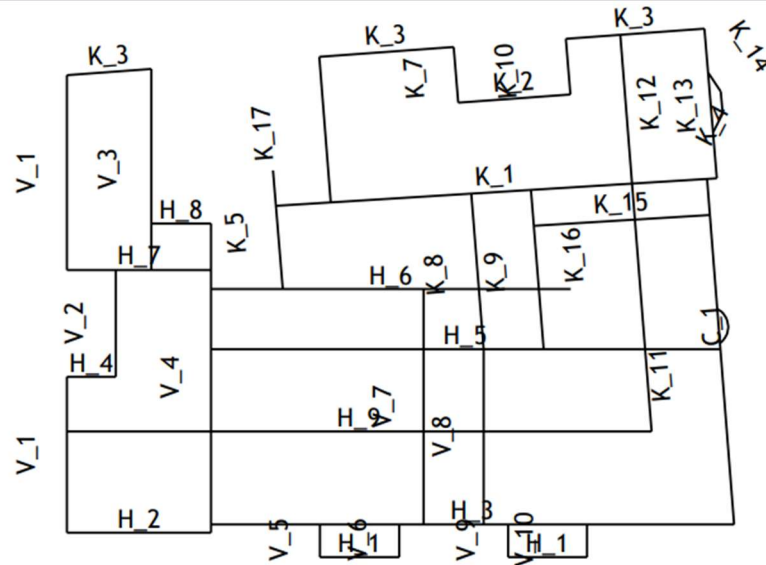 K_3
K_14
K_3
K_3
K_7
K_10
K_2
K_12
K_13
K_4
K_17
V_1
V_3
K_1
H_8
K_15
K_5
H_7
K_16
H_6
K_8
K_9
V_2
C_1
H_5
H_4
V_4
K_11
V_7
H_9
V_8
V_1
H_2
H_3
V_5
V_6
V_9
V_10
H_1
H_1